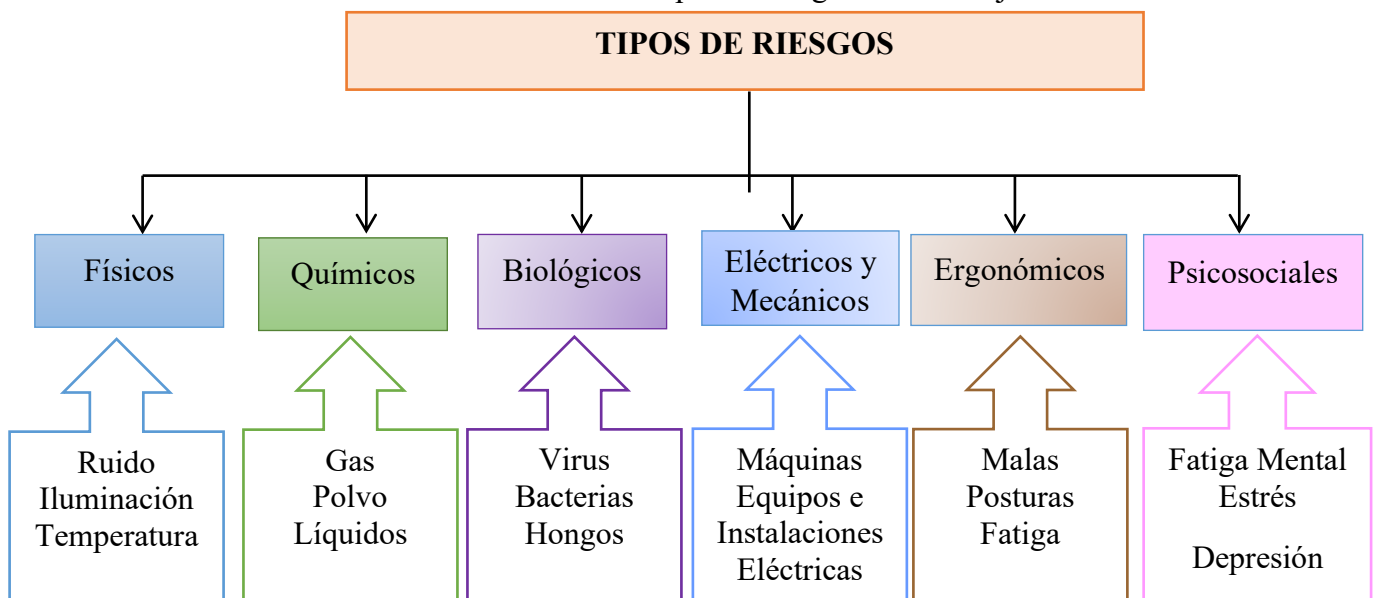 TIPOS DE RIESGOS
Físicos
Químicos
Biológicos
Eléctricos y
Mecánicos
Ergonómicos
Psicosociales
Ruido
Iluminación
Temperatura
Gas
Polvo
Líquidos
Virus
Bacterias
Hongos
Máquinas
Equipos e
Instalaciones
Eléctricas
Malas
Posturas
Fatiga
Fatiga Mental
Estrés
Depresión